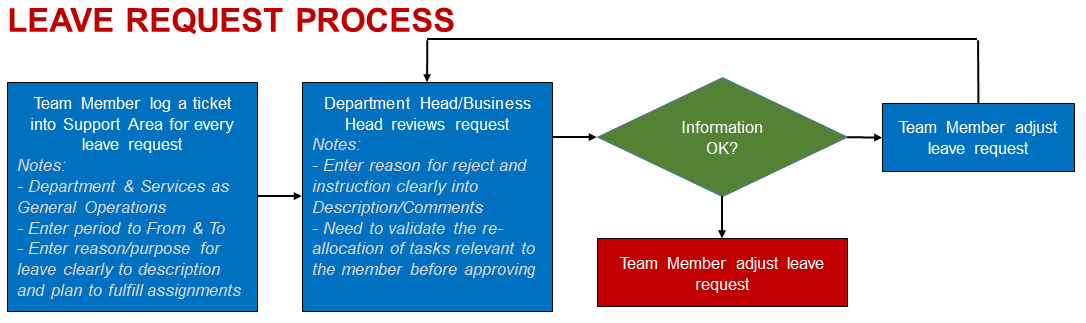 LEAVE REQUEST PROCESS
Team Member log a ticket
into Support Area for every
leave request
Notes:
- Department & Services as
General Operations
- Enter period to From & To
- Enter reason/purpose for
leave clearly to description
and plan to fulfill assignments
Department Head/Business
Head reviews request
Notes:
- Enter reason for reject and
instruction clearly into
Description/Comments
- Need to validate the re-
allocation of tasks relevant to
the member before approving
Information
OK?
Team Member adjust
leave request
Team Member adjust leave
request